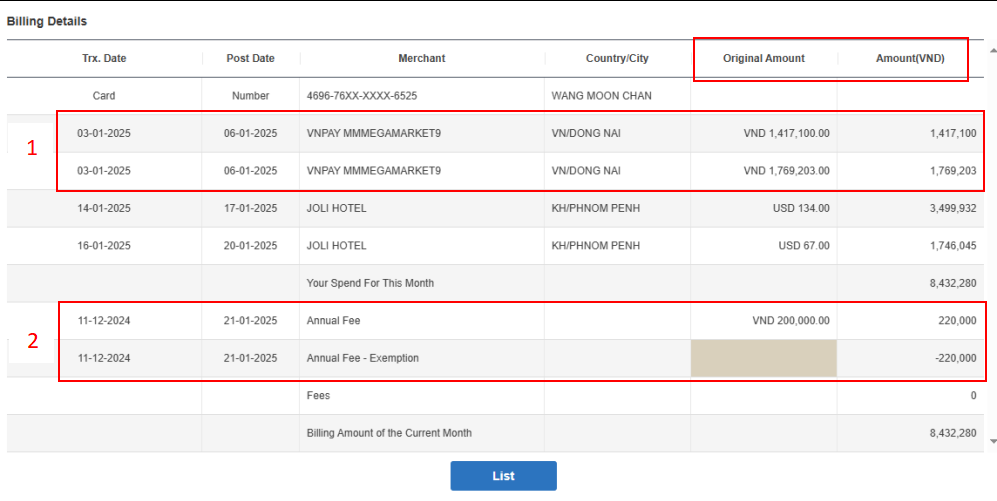 Billing Details
Trx. Date Post Date Merchant Country/City Original Amount Amount(VND)
Card Number 4696-76XX-XXXX-6525 WANG MOON CHAN
1
03-01-2025 06-01-2025 VNPAY MMMEGAMARKET9 VN/DONG NAI VND 1,417,100.00 1,417,100
03-01-2025 06-01-2025 VNPAY MMMEGAMARKET9 VN/DONG NAI VND 1,769,203.00 1,769,203
14-01-2025 17-01-2025 JOLI HOTEL KH/PHNOM PENH USD 134.00 3,499,932
16-01-2025 20-01-2025 JOLI HOTEL KH/PHNOM PENH USD 67.00 1,746,045
Your Spend For This Month 8,432,280
2
11-12-2024 21-01-2025 Annual Fee VND 200,000.00 220,000
11-12-2024 21-01-2025 Annual Fee - Exemption -220,000
Fees 0
Billing Amount of the Current Month 8,432,280
List